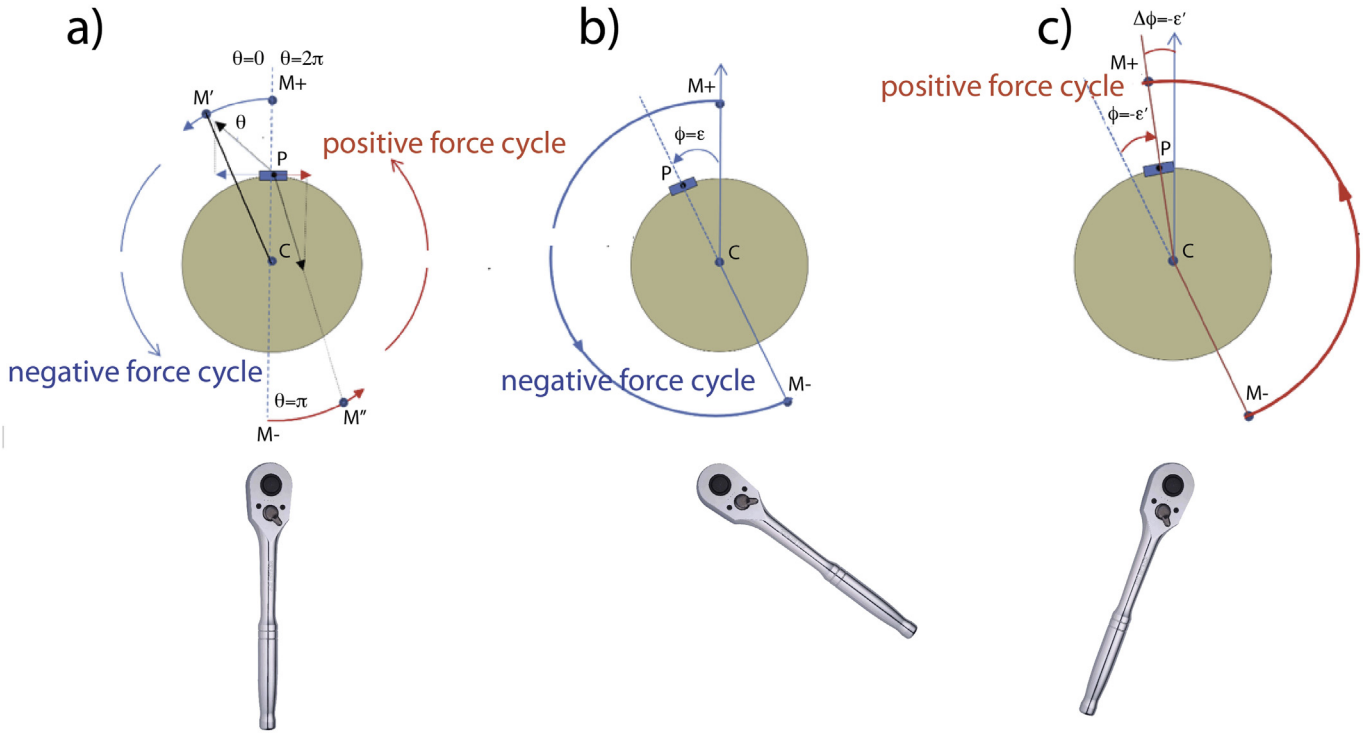 a)
θ=0 θ=2π
M+
M'
θ
P
positive force cycle
C
negative force cycle
θ=π
M"
M-
b)
M+
ϕ=ε
P
C
negative force cycle
M-
c)
Δϕ=-ε'
M+
positive force cycle
ϕ=-ε'
P
C
M-